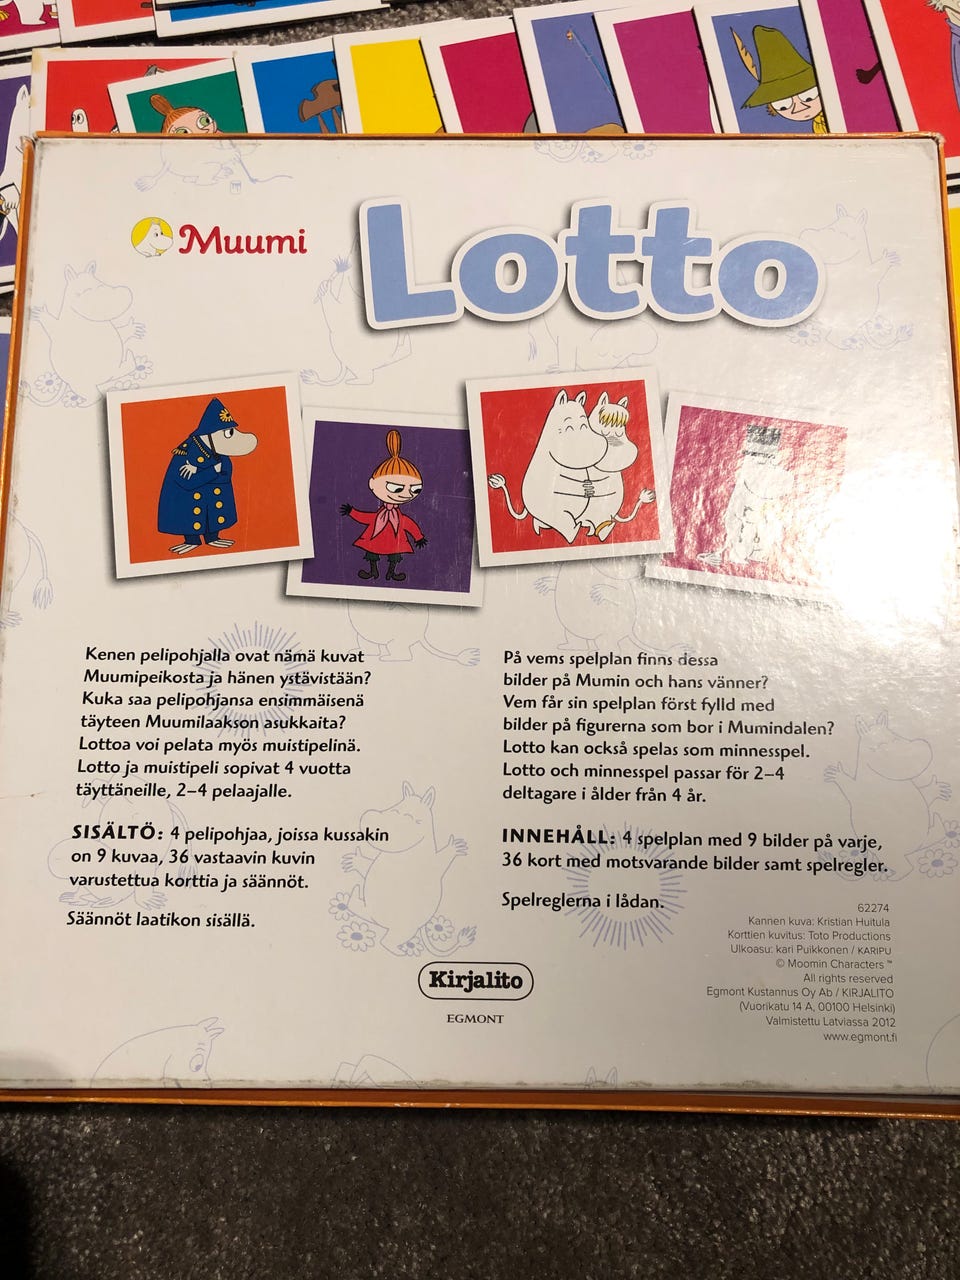 Muumi
Lotto
Kenen pelipohjalla ovat nämä kuvat
Muumipeikosta ja hänen ystävistään?
Kuka saa pelipohjansa ensimmäisenä
täyteen Muumilaakson asukkaita?
Lottoa voi pelata myös muistipelinä.
Lotto ja muistipeli sopivat 4 vuotta
täyttäneille, 2–4 pelaajalle.
SISÄLTÖ: 4 pelipohjaa, joissa kussakin
on 9 kuvaa, 36 vastaavin kuvin
varustettua korttia ja säännöt.
Säännöt laatikon sisällä.
På vems spelplan finns dessa
bilder på Mumin och hans vänner?
Vem får sin spelplan först fylld med
bilder på figurerna som bor i Mumindalen?
Lotto kan också spelas som minnesspel.
Lotto och minnesspel passar för 2–4
deltagare i ålder från 4 år.
INNEHÅLL: 4 spelplan med 9 bilder på varje,
36 kort med motsvarande bilder samt spelregler.
Spelreglerna i lådan.
62274
Kannen kuva: Kristian Huitula
Korttien kuvitus: Toto Productions
Ulkoasu: kari Puikkonen / KARIPU
© Moomin Characters ™
All rights reserved
Egmont Kustannus Oy Ab / KIRJALITO
(Vuorikatu 14 A, 00100 Helsinki)
Valmistettu Latviassa 2012
www.egmont.fi
Kirjalito
EGMONT